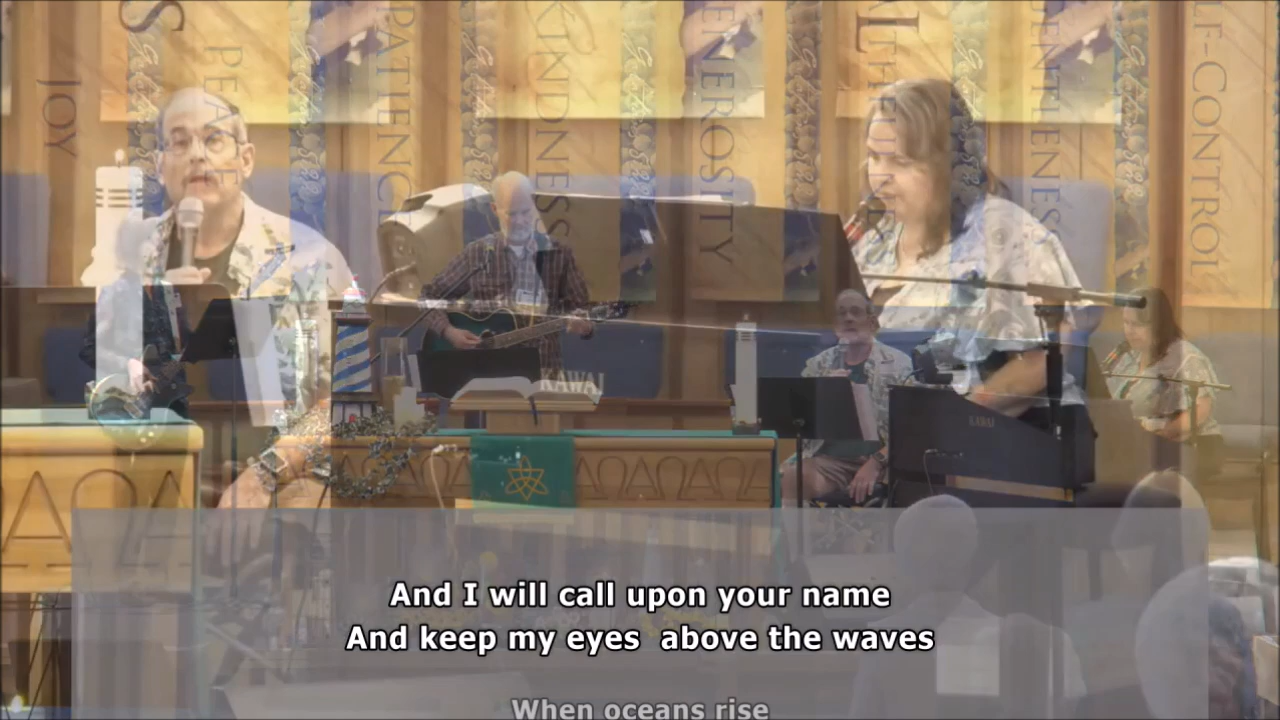 JOY
PEACE
PATIENCE
KINDNESS
GENEROSITY
GENTLENESS
SELF-CONTROL
KAWAI
KAWAI
And I will call upon your name
And keep my eyes above the waves
When oceans rise